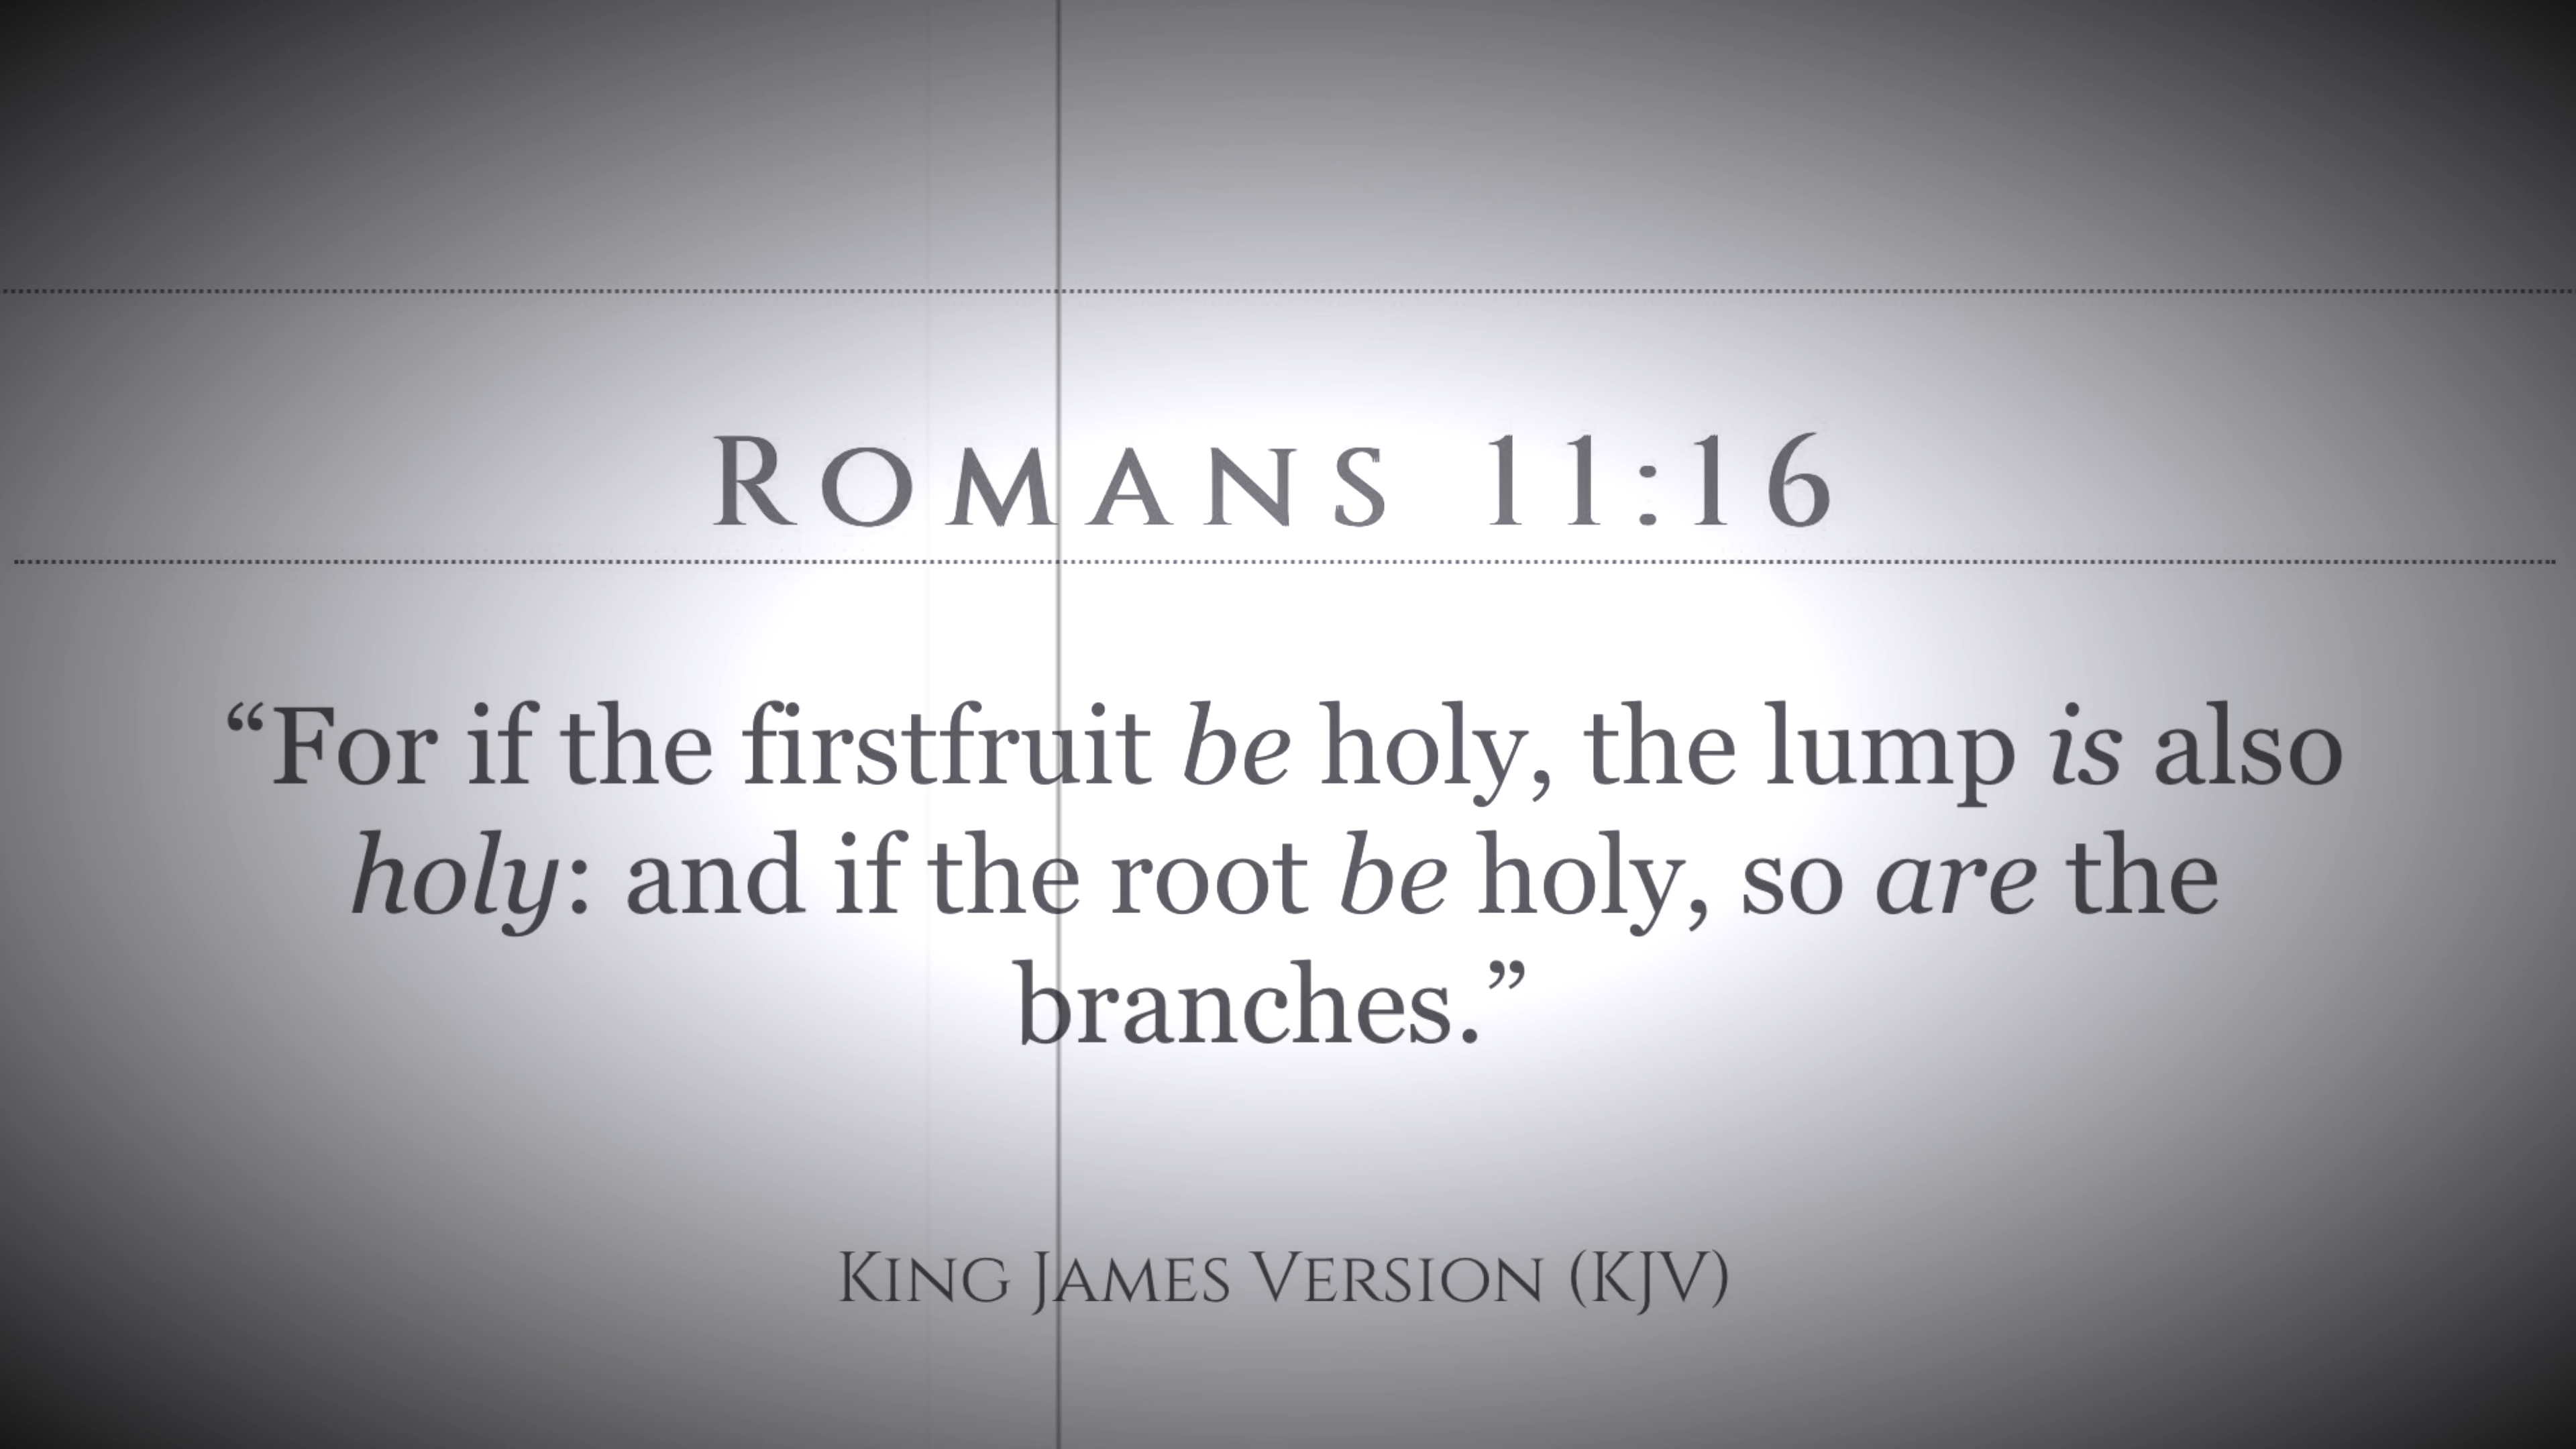 Romans 11:16
“For if the firstfruit be holy, the lump is also
holy: and if the root be holy, so are the
branches.”
King James Version (KJV)